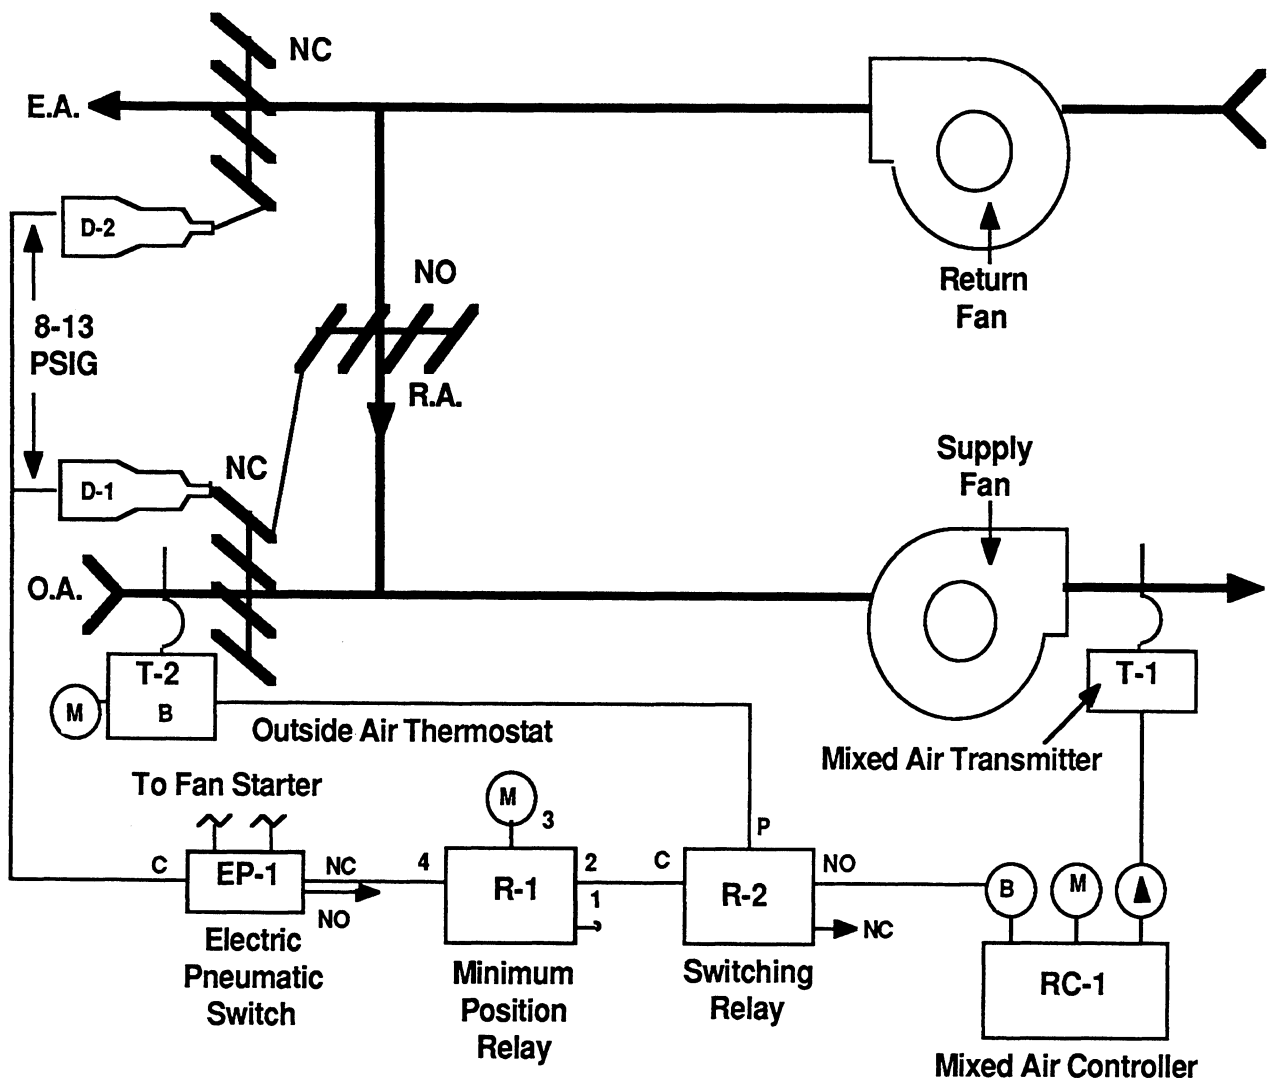 NC
E.A.
D-2
Return
Fan
NO
8-13
PSIG
R.A.
Supply
Fan
NC
D-1
O.A.
T-2
B
M
Outside Air Thermostat
T-1
Mixed Air Transmitter
To Fan Starter
M
3
P
C
EP-1
NC
NO
4
R-1
2
1
C
R-2
NO
NC
B
M
RC-1
Electric
Pneumatic
Switch
Minimum
Position
Relay
Switching
Relay
Mixed Air Controller